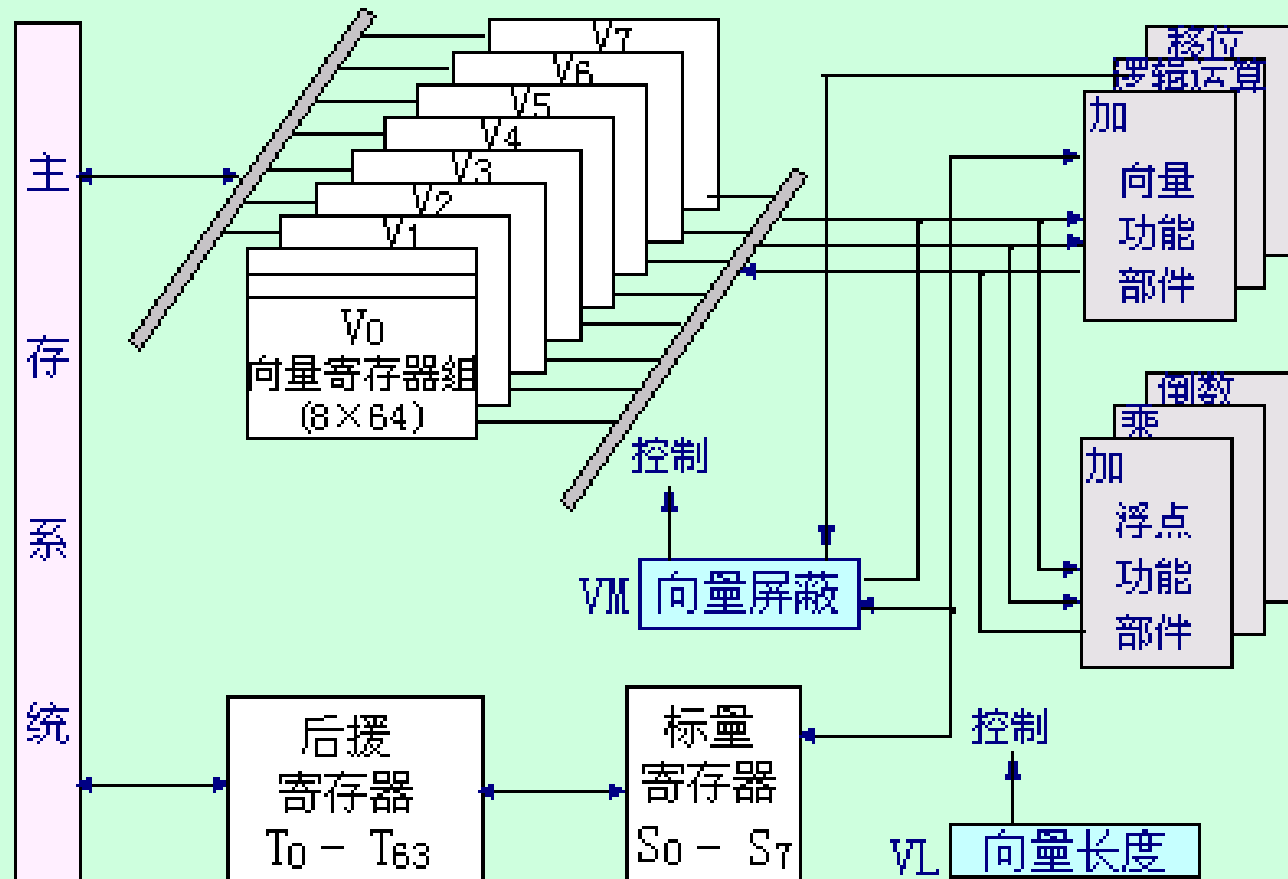 主
存
系
统
V7
V6
V5
V4
V3
V2
V1
V0
向量寄存器组
(8×64)
移位
逻辑运算
加
向量
功能
部件
倒数
乘
加
浮点
功能
部件
控制
VM 向量屏蔽
后援
寄存器
T0 - T63
标量
寄存器
S0 - S7
控制
VL 向量长度